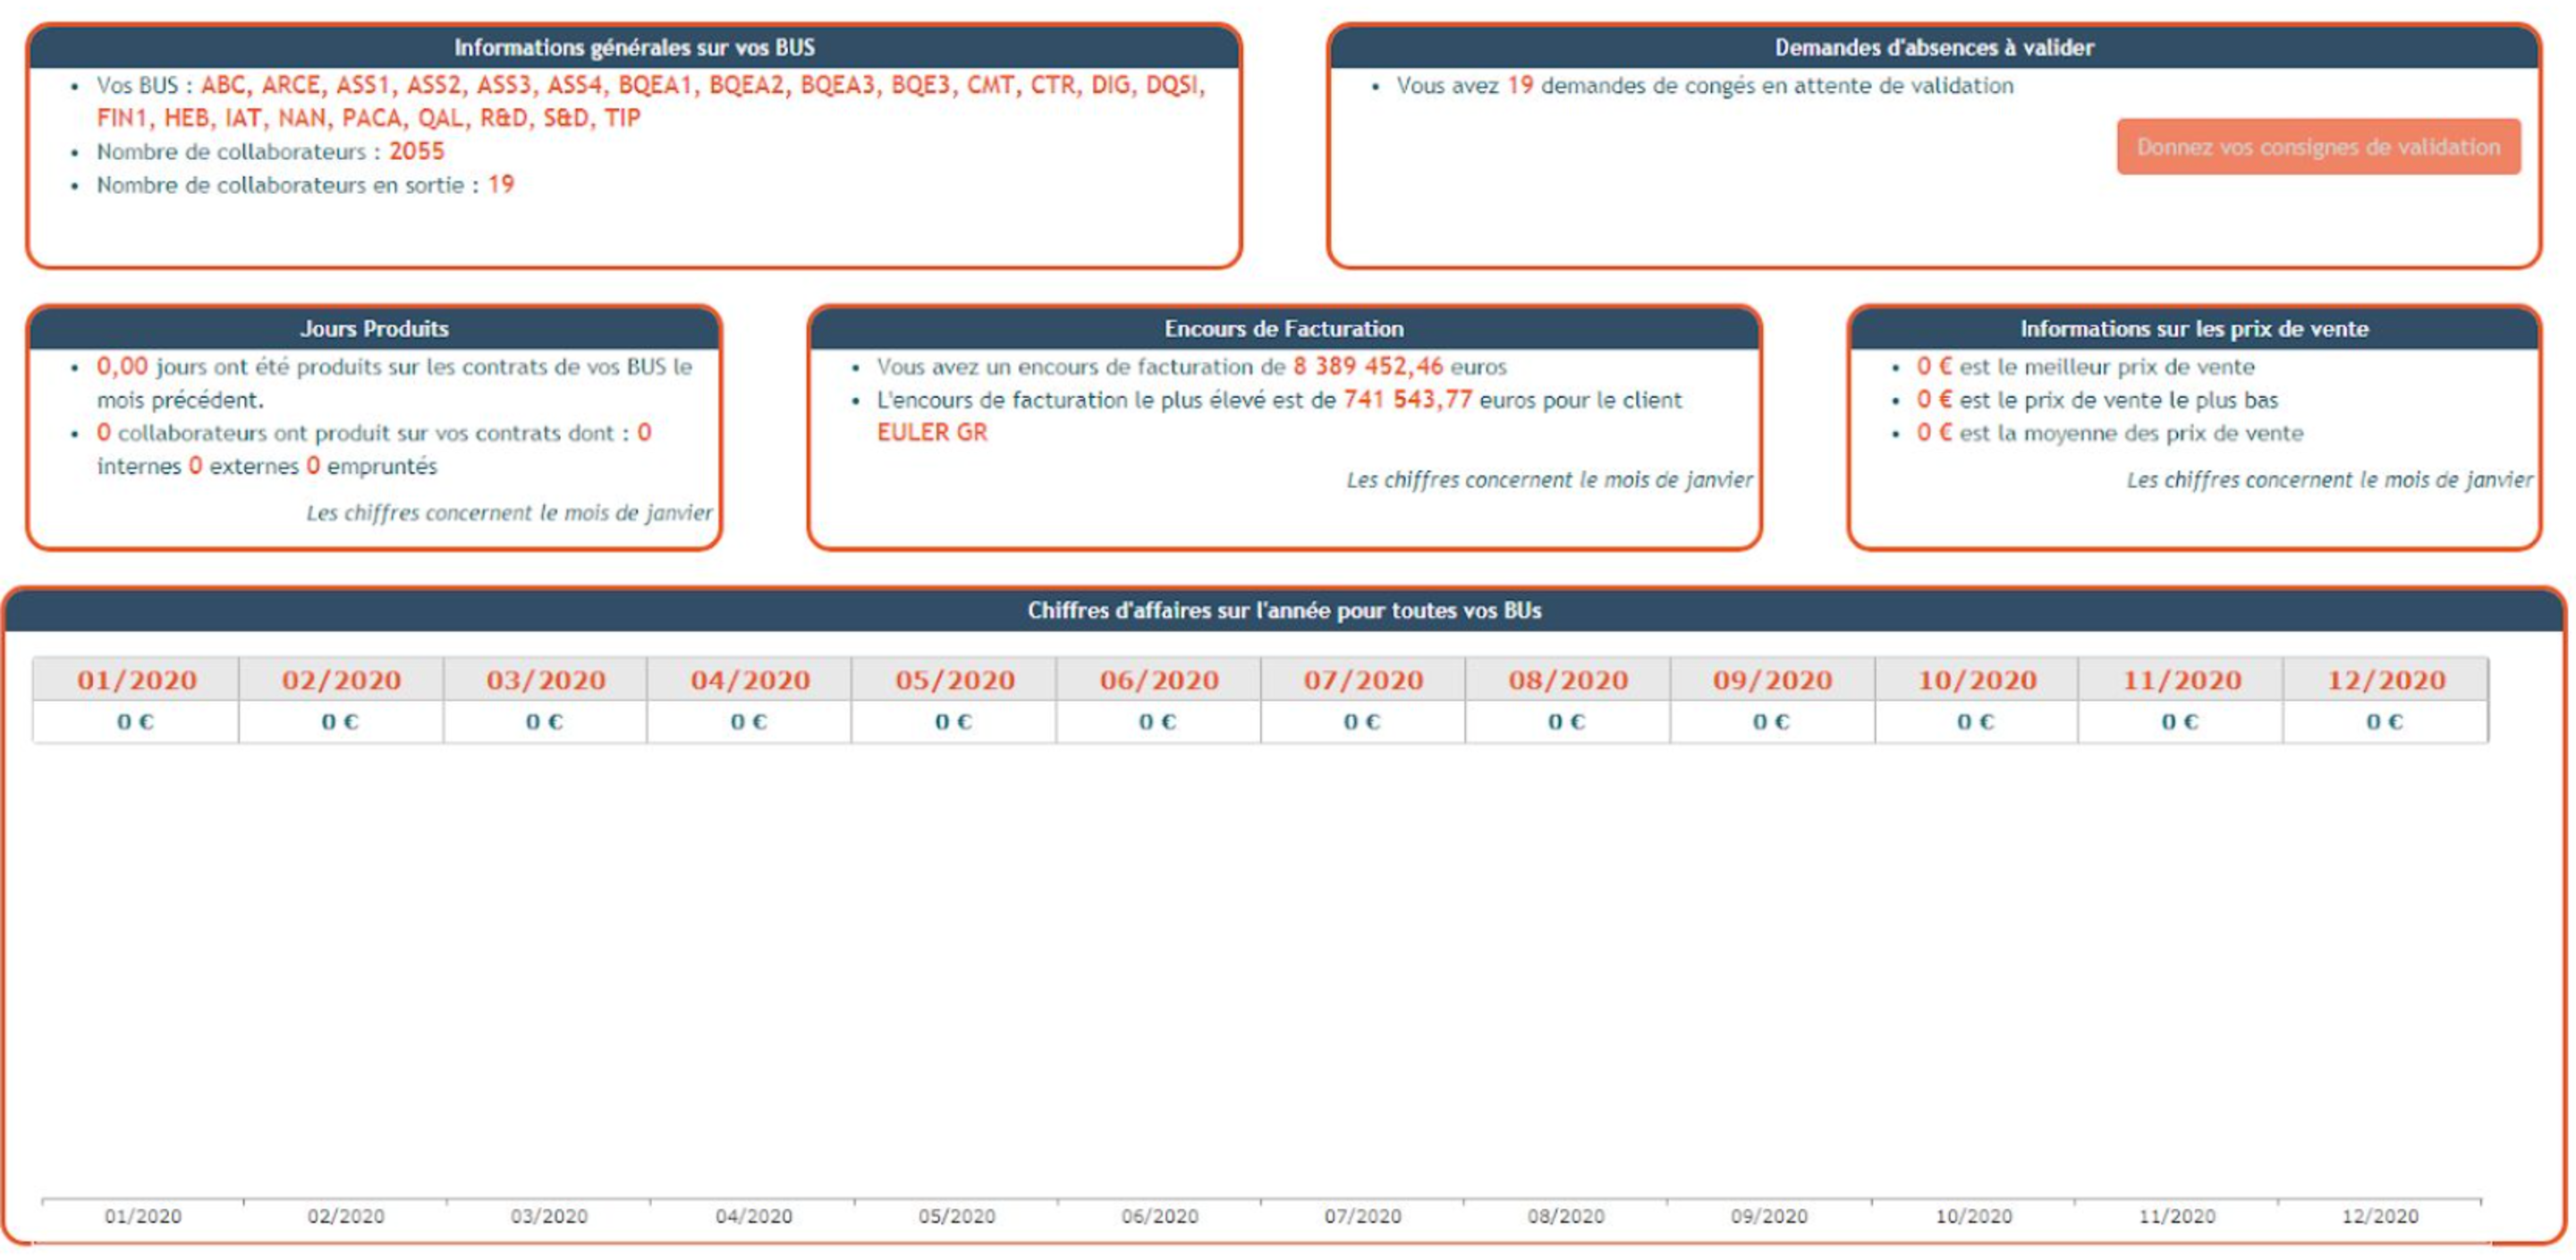 Informations générales sur vos BUS
• Vos BUS : ABC, ARCE, ASS1, ASS2, ASS3, ASS4, BQEA1, BQEA2, BQEA3, BQE3, CMT, CTR, DIG, DQSI,
FIN1, HEB, IAT, NAN, PACA, QAL, R&D, S&D, TIP
• Nombre de collaborateurs : 2055
• Nombre de collaborateurs en sortie : 19
Demandes d'absences à valider
• Vous avez 19 demandes de congés en attente de validation
Donnez vos consignes de validation
Jours Produits
• 0,00 jours ont été produits sur les contrats de vos BUS le
mois précédent.
• 0 collaborateurs ont produit sur vos contrats dont : 0
internes 0 externes 0 empruntés
Les chiffres concernent le mois de janvier
Encours de Facturation
• Vous avez un encours de facturation de 8 389 452,46 euros
• L'encours de facturation le plus élevé est de 741 543,77 euros pour le client
EULER GR
Les chiffres concernent le mois de janvier
Informations sur les prix de vente
• 0 € est le meilleur prix de vente
• 0 € est le prix de vente le plus bas
• 0 € est la moyenne des prix de vente
Les chiffres concernent le mois de janvier
Chiffres d'affaires sur l'année pour toutes vos BUs
01/2020 02/2020 03/2020 04/2020 05/2020 06/2020 07/2020 08/2020 09/2020 10/2020 11/2020 12/2020
0 € 0 € 0 € 0 € 0 € 0 € 0 € 0 € 0 € 0 € 0 € 0 €
01/2020 02/2020 03/2020 04/2020 05/2020 06/2020 07/2020 08/2020 09/2020 10/2020 11/2020 12/2020